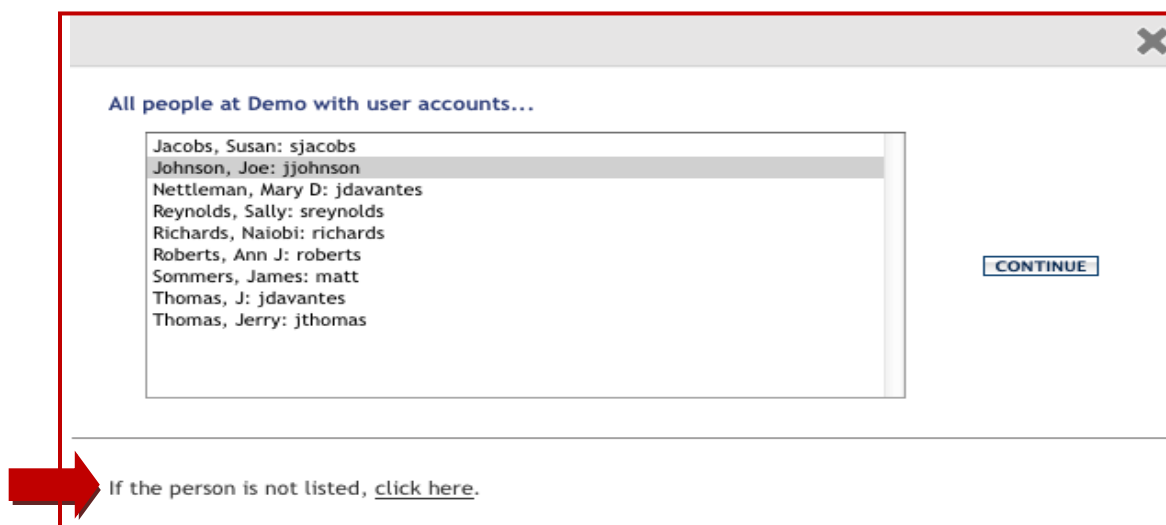 All people at Demo with user accounts...
Jacobs, Susan: sjacobs
Johnson, Joe: jjohnson
Nettleman, Mary D: jdavantes
Reynolds, Sally: sreynolds
Richards, Naiobi: richards
Roberts, Ann J: roberts
Sommers, James: matt
Thomas, J: jdavantes
Thomas, Jerry: jthomas
CONTINUE
If the person is not listed, click here.